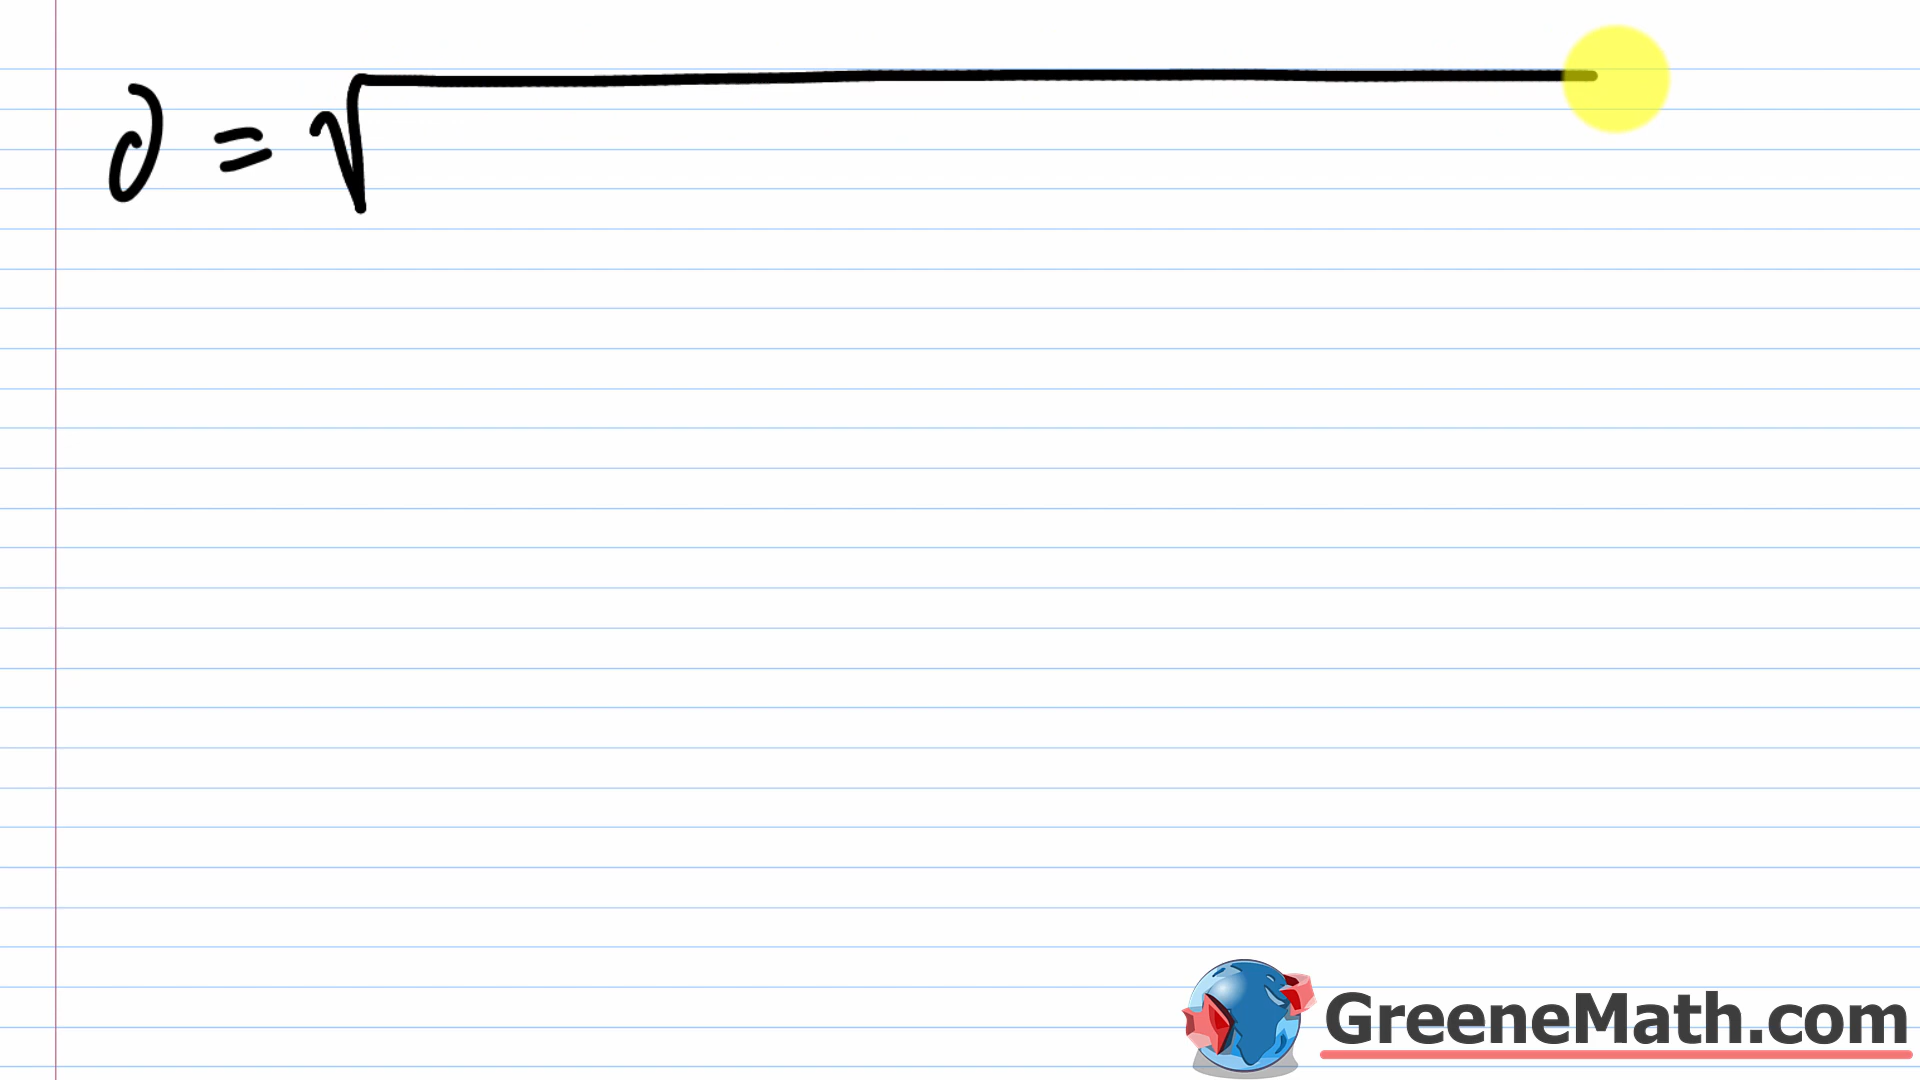 ∂ = √
GreeneMath.com